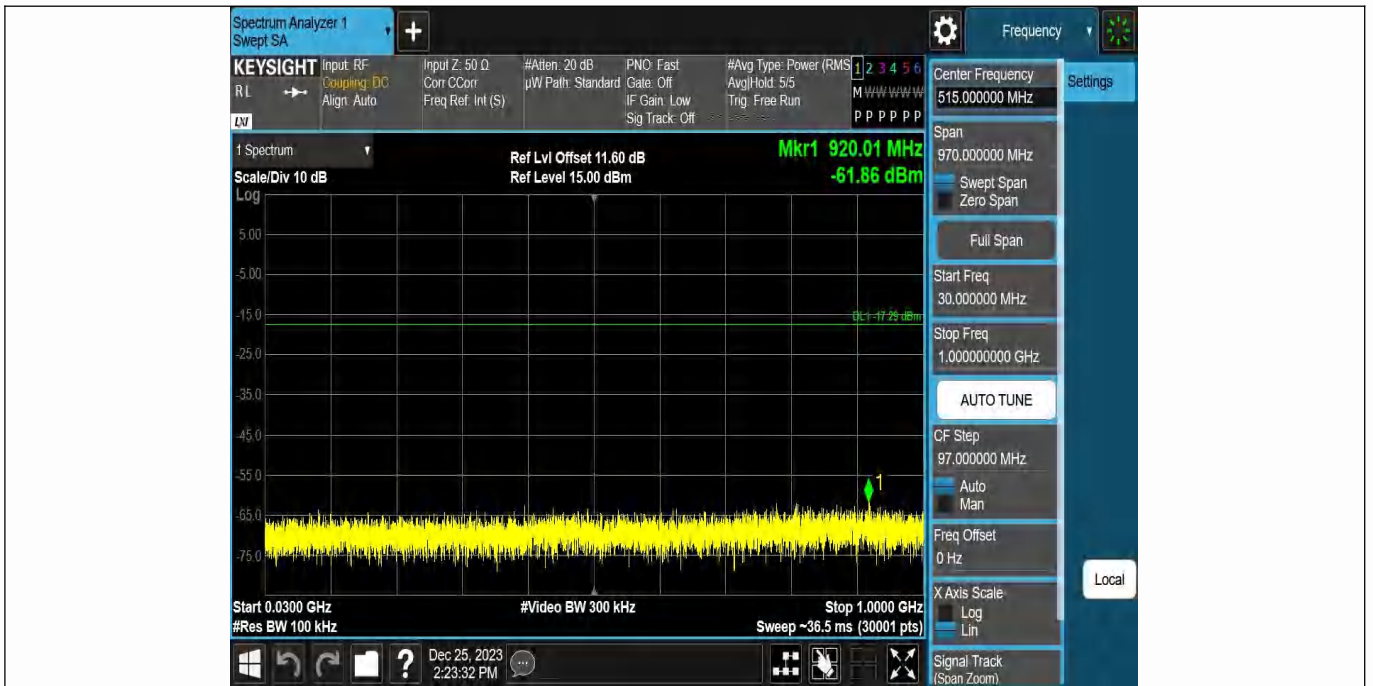 Spectrum Analyzer 1
Swept SA
+
Frequency
KEYSIGHT
RL
LXI
Input: RF
Coupling: DC
Align: Auto
Input Z: 50 Ω
Corr CCorr
Freq Ref: Int (S)
#Atten: 20 dB
µW Path: Standard
PNO: Fast
Gate: Off
IF Gain: Low
Sig Track: Off
#Avg Type: Power (RMS
Avg|Hold: 5/5
Trig: Free Run
1 2 3 4 5 6
M W W W W W
P P P P P P
1 Spectrum
Scale/Div 10 dB
Log
Ref Lvl Offset 11.60 dB
Ref Level 15.00 dBm
Mkr1 920.01 MHz
-61.86 dBm
5.00
-5.00
-15.0
DL1 -17.29 dBm
-25.0
-35.0
-45.0
-55.0
1
-65.0
-75.0
Start 0.0300 GHz
#Res BW 100 kHz
#Video BW 300 kHz
Stop 1.0000 GHz
Sweep ~36.5 ms (30001 pts)
Dec 25, 2023
2:23:32 PM
?
Center Frequency
515.000000 MHz
Settings
Span
970.000000 MHz
Swept Span
Zero Span
Full Span
Start Freq
30.000000 MHz
Stop Freq
1.000000000 GHz
AUTO TUNE
CF Step
97.000000 MHz
Auto
Man
Freq Offset
0 Hz
X Axis Scale
Log
Lin
Local
Signal Track
(Span Zoom)